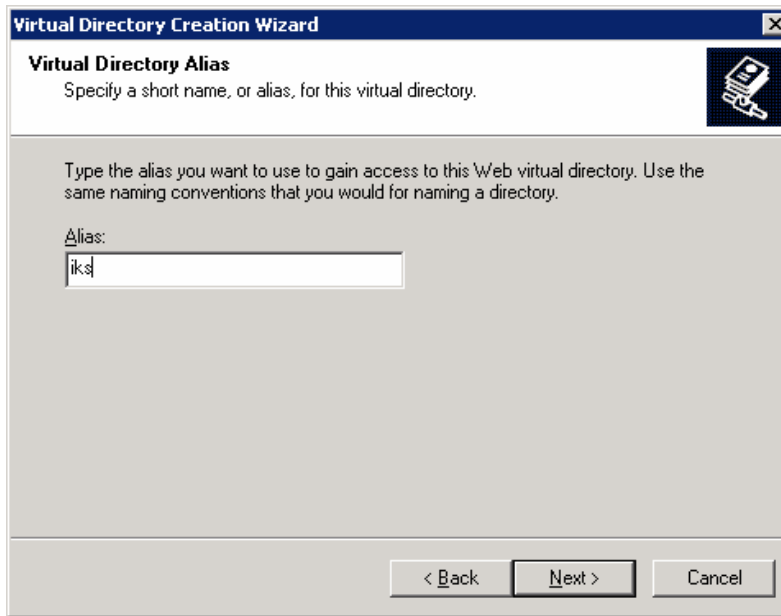 Virtual Directory Creation Wizard
Virtual Directory Alias
Specify a short name, or alias, for this virtual directory.
Type the alias you want to use to gain access to this Web virtual directory. Use the
same naming conventions that you would for naming a directory.
Alias:
iks
< Back Next > Cancel